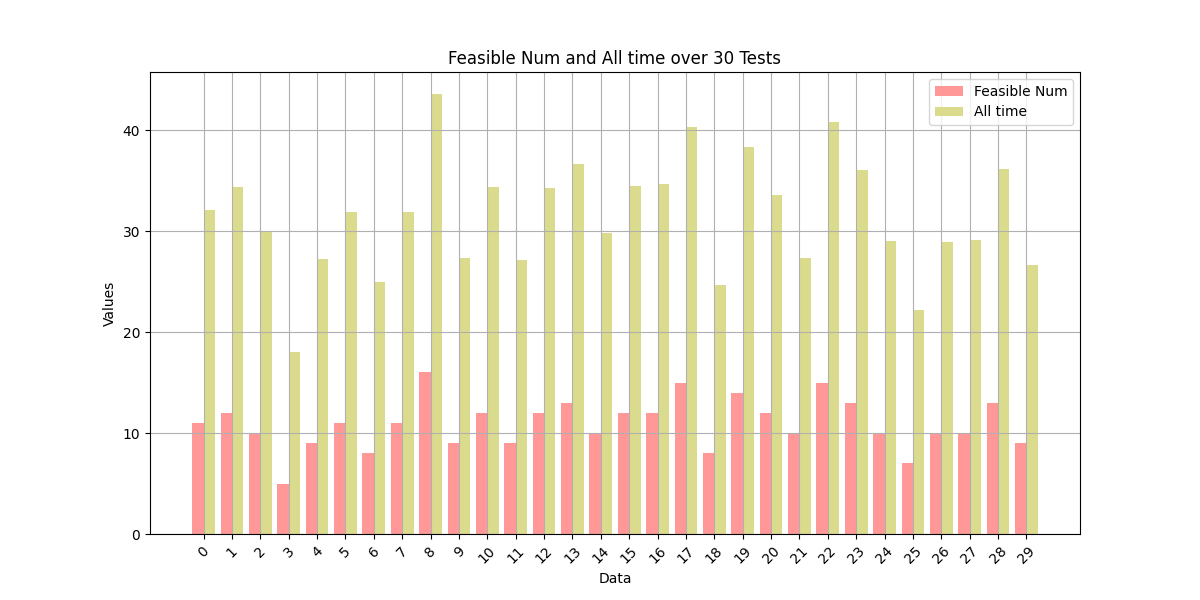 Feasible Num and All time over 30 Tests
Feasible Num
All time
40
30
20
10
0
Values
0 1 2 3 4 5 6 7 8 9 10 11 12 13 14 15 16 17 18 19 20 21 22 23 24 25 26 27 28 29
Data